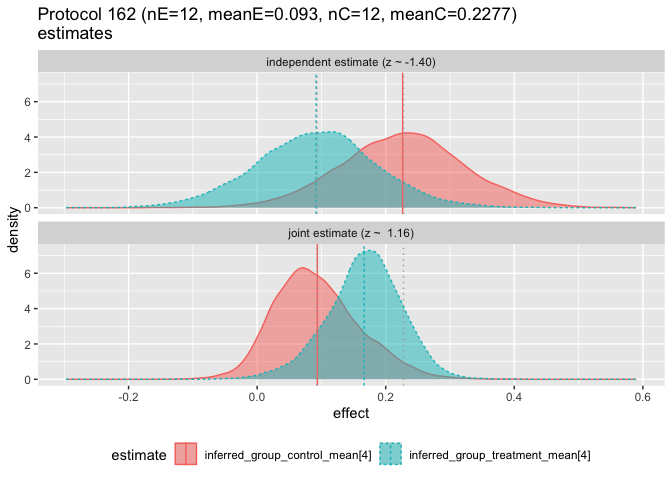 Protocol 162 (nE=12, meanE=0.093, nC=12, meanC=0.2277)
estimates
independent estimate (z ~ -1.40)
6
4
2
0
joint estimate (z ~  1.16)
6
4
2
0
density
-0.2
0.0
0.2
0.4
0.6
effect
estimate
inferred_group_control_mean[4]
inferred_group_treatment_mean[4]